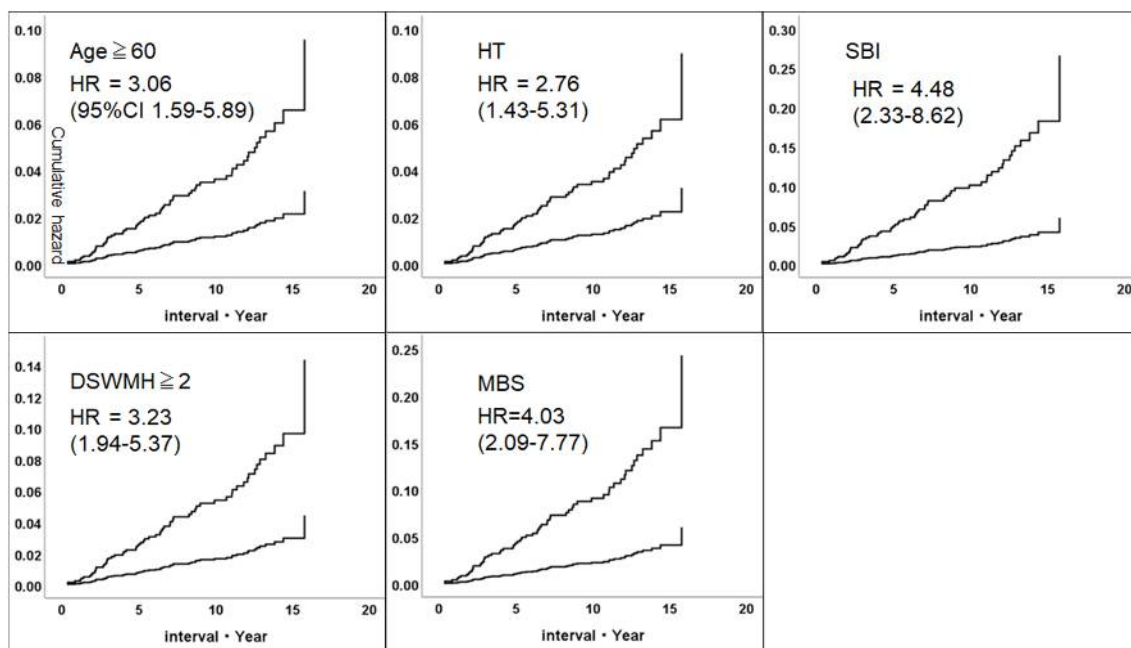 Age≧60
HR = 3.06
(95%CI 1.59-5.89)
Cumulative hazard
0.10
0.08
0.06
0.04
0.02
0.00
0 5 10 15 20
interval・Year
HT
HR = 2.76
(1.43-5.31)
0.10
0.08
0.06
0.04
0.02
0.00
0 5 10 15 20
interval・Year
SBI
HR = 4.48
(2.33-8.62)
0.30
0.25
0.20
0.15
0.10
0.05
0.00
0 5 10 15 20
interval・Year
DSWMH≧2
HR = 3.23
(1.94-5.37)
0.14
0.12
0.10
0.08
0.06
0.04
0.02
0.00
0 5 10 15 20
interval・Year
MBS
HR=4.03
(2.09-7.77)
0.25
0.20
0.15
0.10
0.05
0.00
0 5 10 15 20
interval・Year